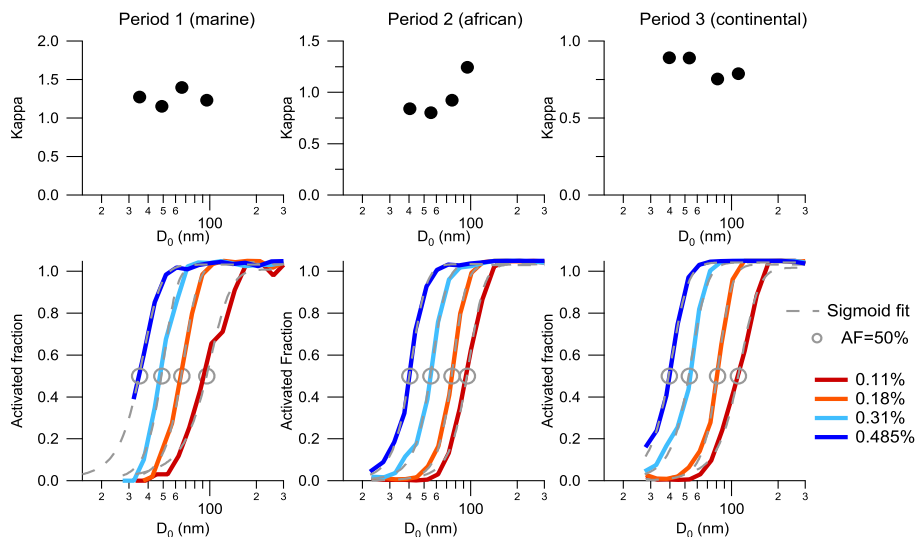 Period 1 (marine)
Period 2 (african)
Period 3 (continental)
Kappa
2.0
1.5
1.0
0.5
0.0
2 3 4 5 6 100 2 3
D0 (nm)
Kappa
1.0
0.5
0.0
2 3 4 5 6 100 2 3
D0 (nm)
Kappa
1.0
0.5
0.0
2 3 4 5 6 100 2 3
D0 (nm)
Activated fraction
1.0
0.8
0.6
0.4
0.2
0.0
2 3 4 5 6 100 2 3
D0 (nm)
Activated Fraction
1.0
0.8
0.6
0.4
0.2
0.0
2 3 4 5 6 100 2 3
D0 (nm)
Activated fraction
1.0
0.8
0.6
0.4
0.2
0.0
2 3 4 5 6 100 2 3
D0 (nm)
Sigmoid fit
AF=50%
0.11%
0.18%
0.31%
0.485%